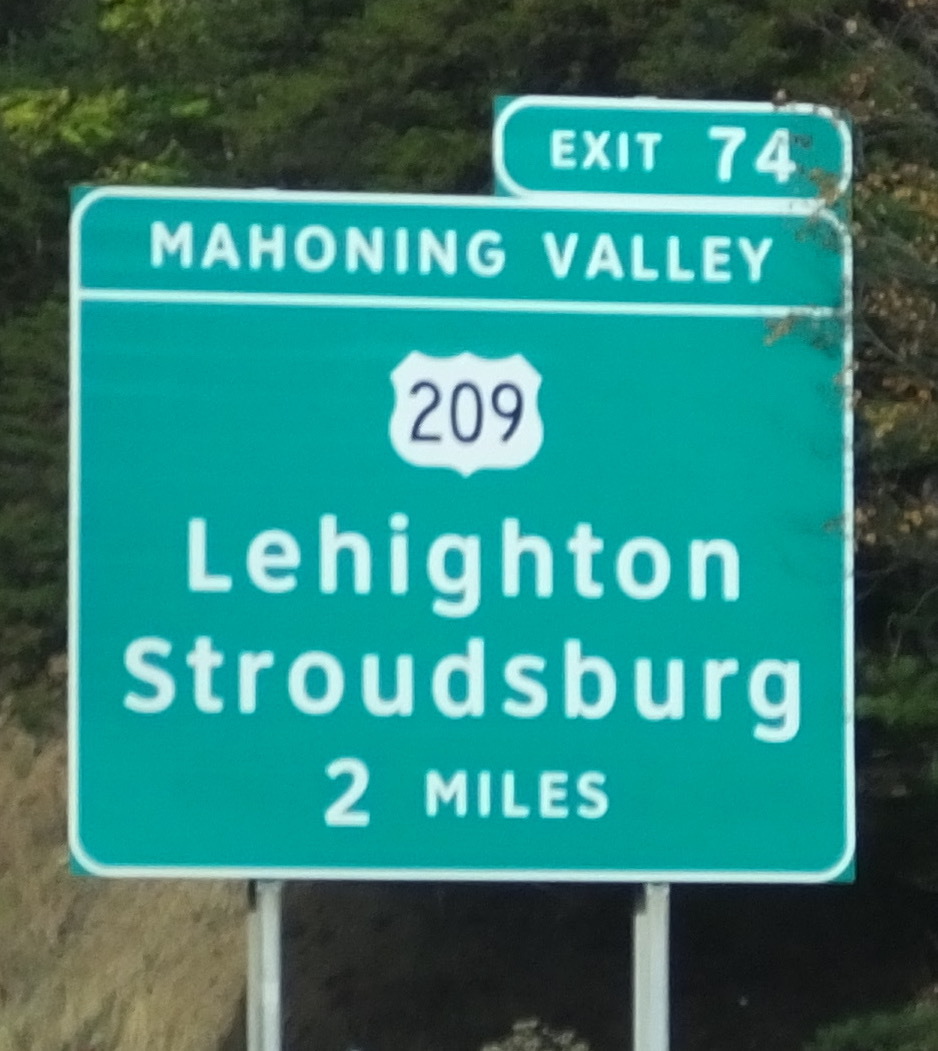 EXIT 74
MAHONING VALLEY
209
Lehighton
Stroudsburg
2 MILES